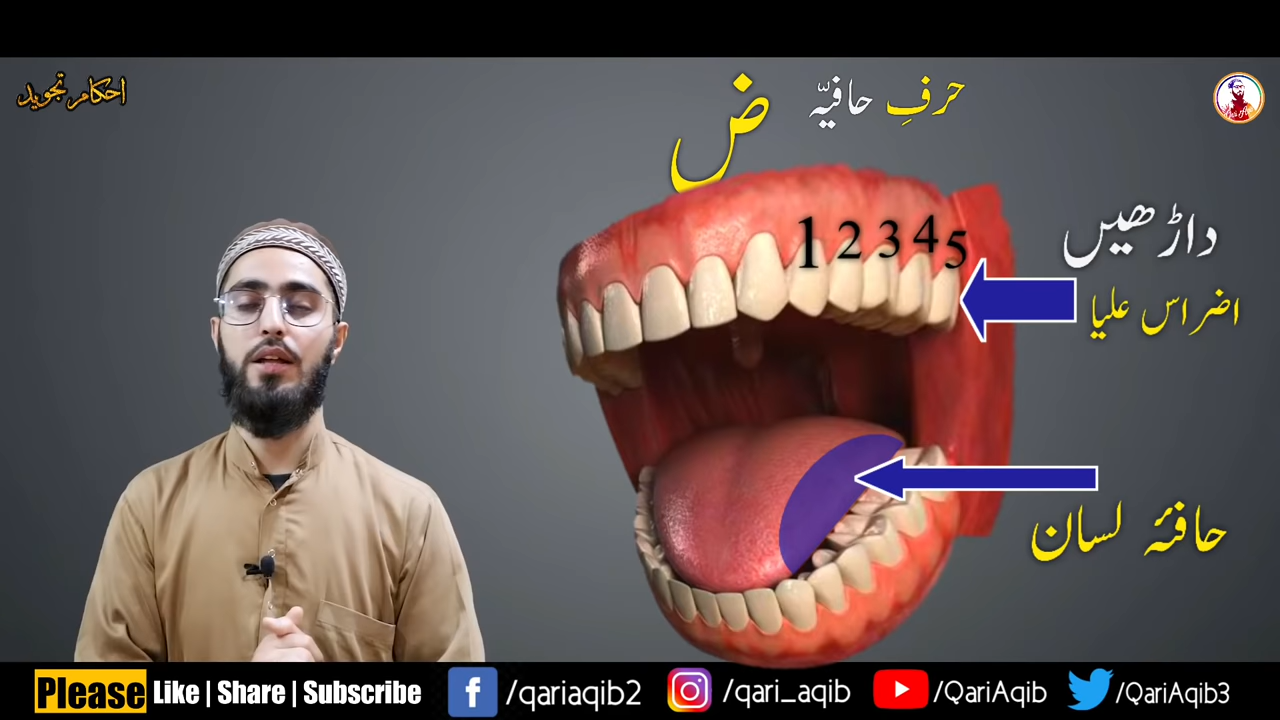 احکام تجوید
حرفِ حافیّہ
ض
1 2 3 4 5
داڑھیں
اضراس علیا
حافۂ لسان
Please Like | Share | Subscribe
/qariaqib2
/qari_aqib
/QariAqib
/QariAqib3